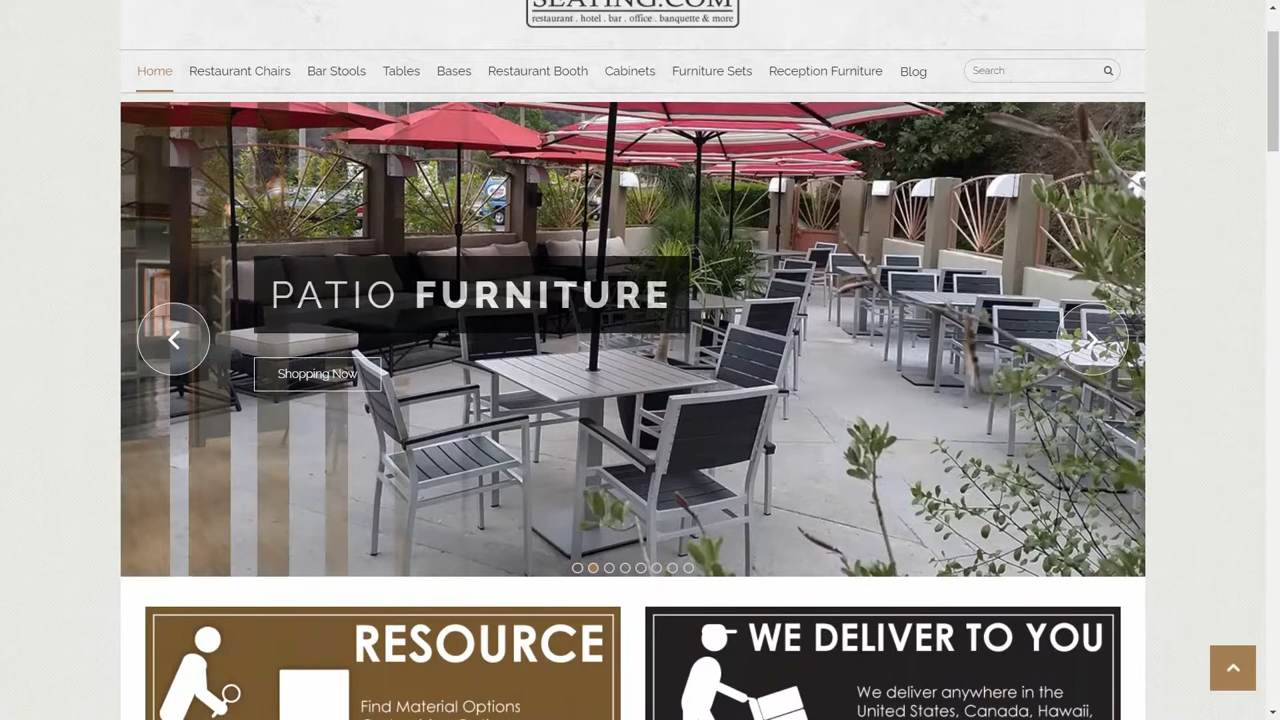 SEATING.COM
restaurant . hotel . bar . office . banquette & more
Home
Restaurant Chairs
Bar Stools
Tables
Bases
Restaurant Booth
Cabinets
Furniture Sets
Reception Furniture
Blog
Search
PATIO FURNITURE
Shopping Now
RESOURCE
Find Material Options
WE DELIVER TO YOU
We deliver anywhere in the
United States, Canada, Hawaii,